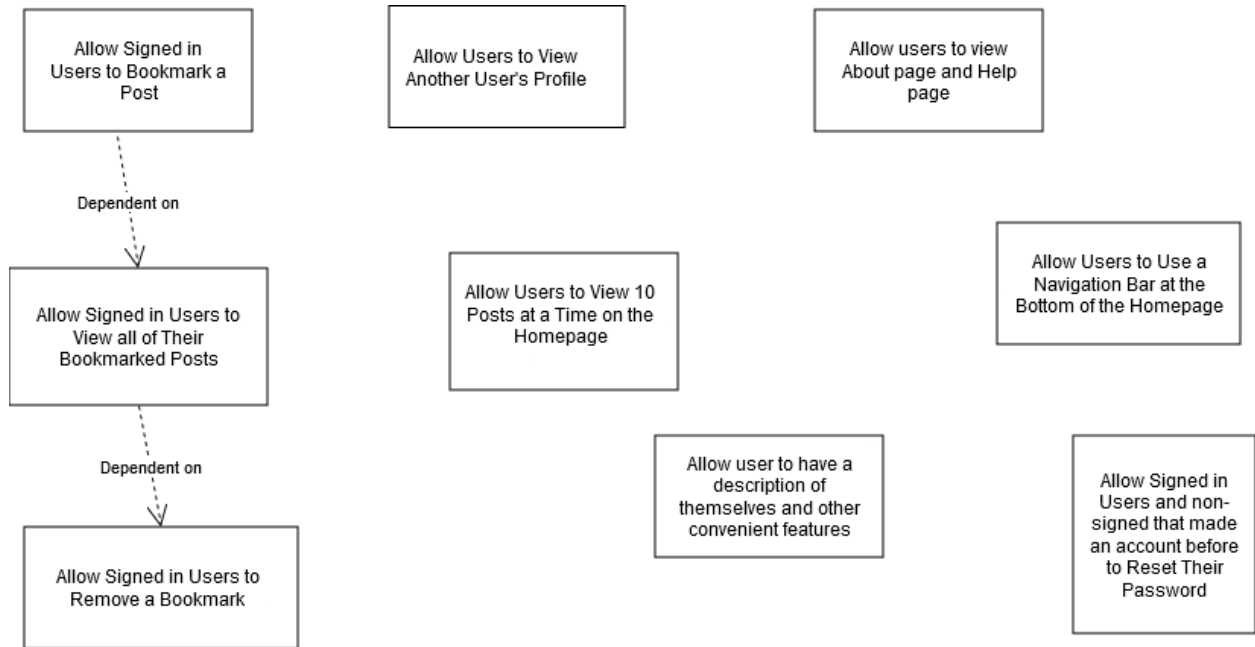 Allow Signed in
Users to Bookmark a
Post
Allow Users to View
Another User's Profile
Allow users to view
About page and Help
page
Dependent on
Allow Signed in Users to
View all of Their
Bookmarked Posts
Allow Users to View 10
Posts at a Time on the
Homepage
Allow Users to Use a
Navigation Bar at the
Bottom of the Homepage
Dependent on
Allow user to have a
description of
themselves and other
convenient features
Allow Signed in
Users and non-
signed that made
an account before
to Reset Their
Password
Allow Signed in Users to
Remove a Bookmark